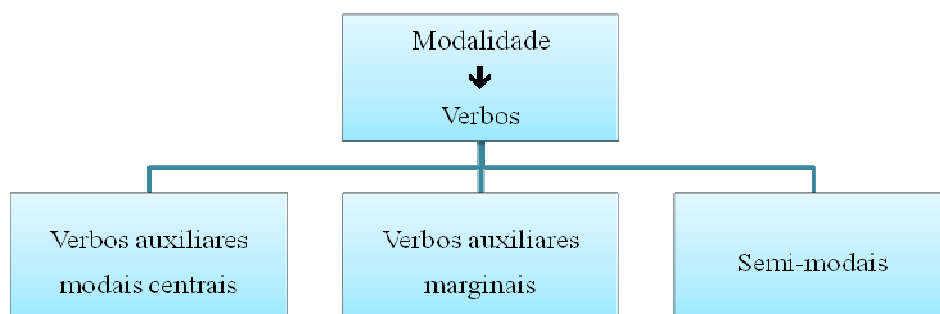 Modalidade
Verbos
Verbos auxiliares
modais centrais
Verbos auxiliares
marginais
Semi-modais